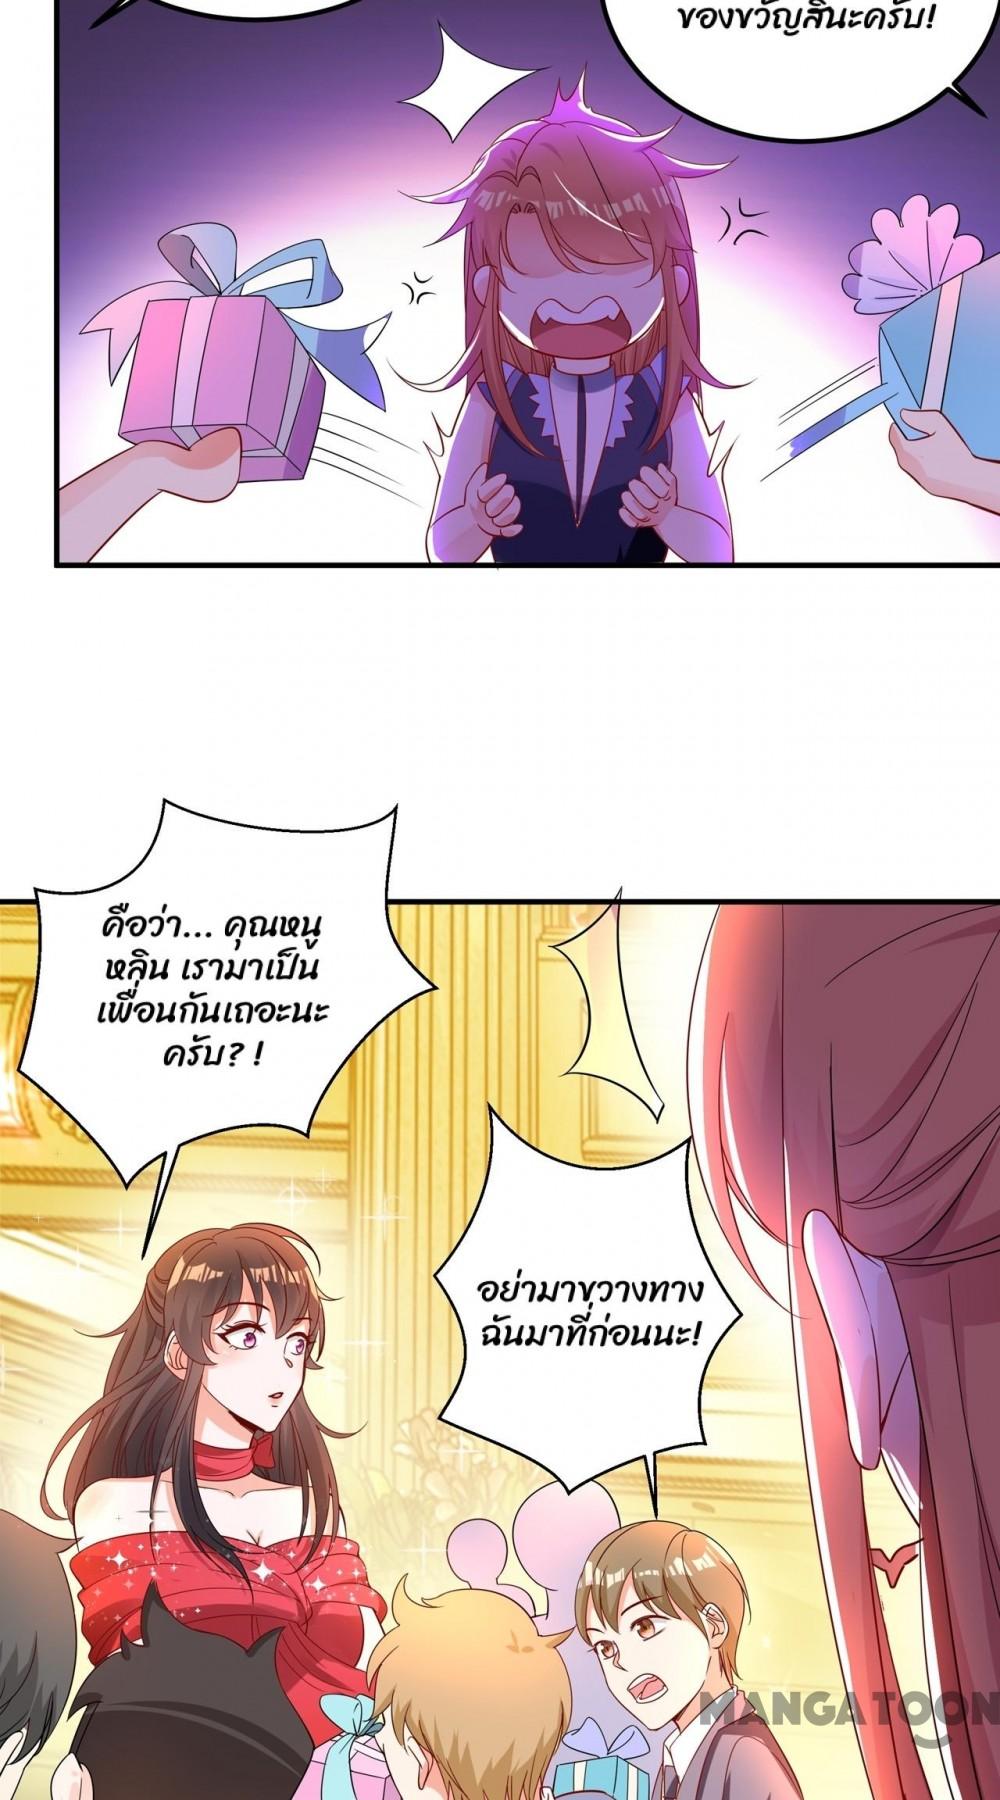 ของขวัญสินะครับ!
คือว่า... คุณหนู
หลิน เรามาเป็น
เพื่อนกันเถอะนะ
ครับ?!
อย่ามาขวางทาง
ฉันมาที่ก่อนนะ!
MANGATOON